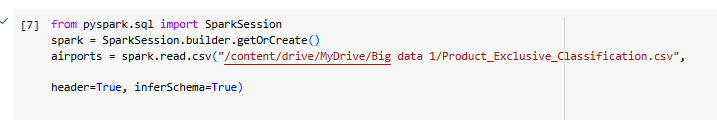 [7] from pyspark.sql import SparkSession
spark = SparkSession.builder.getOrCreate()
airports = spark.read.csv("/content/drive/MyDrive/Big data 1/Product_Exclusive_Classification.csv",
header=True, inferSchema=True)